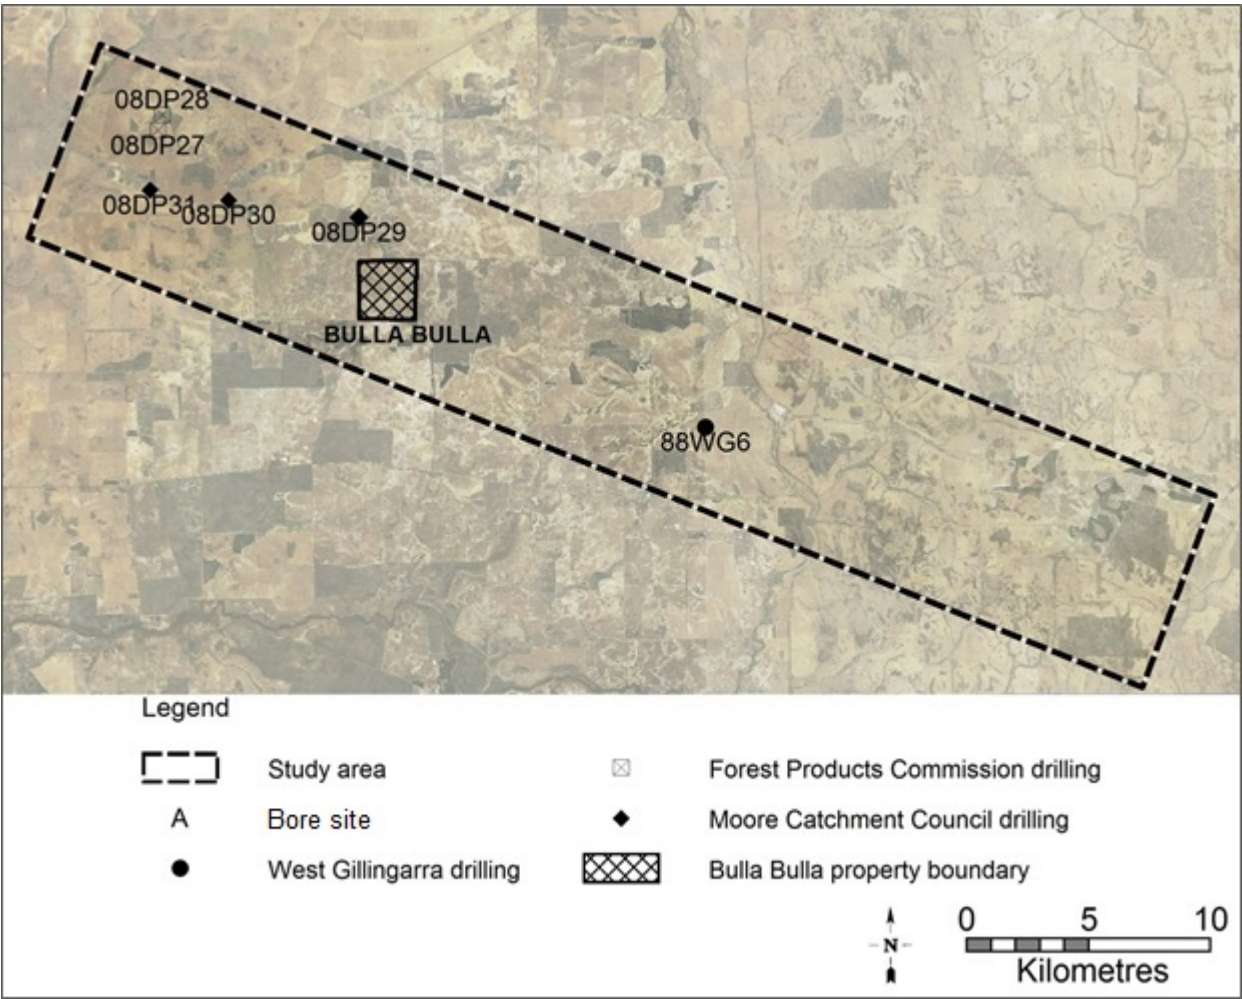 08DP28
08DP27
08DP31
08DP30
08DP29
BULLA BULLA
88WG6
Legend
Study area
Forest Products Commission drilling
A
Bore site
Moore Catchment Council drilling
West Gillingarra drilling
Bulla Bulla property boundary
N
0 5 10
Kilometres